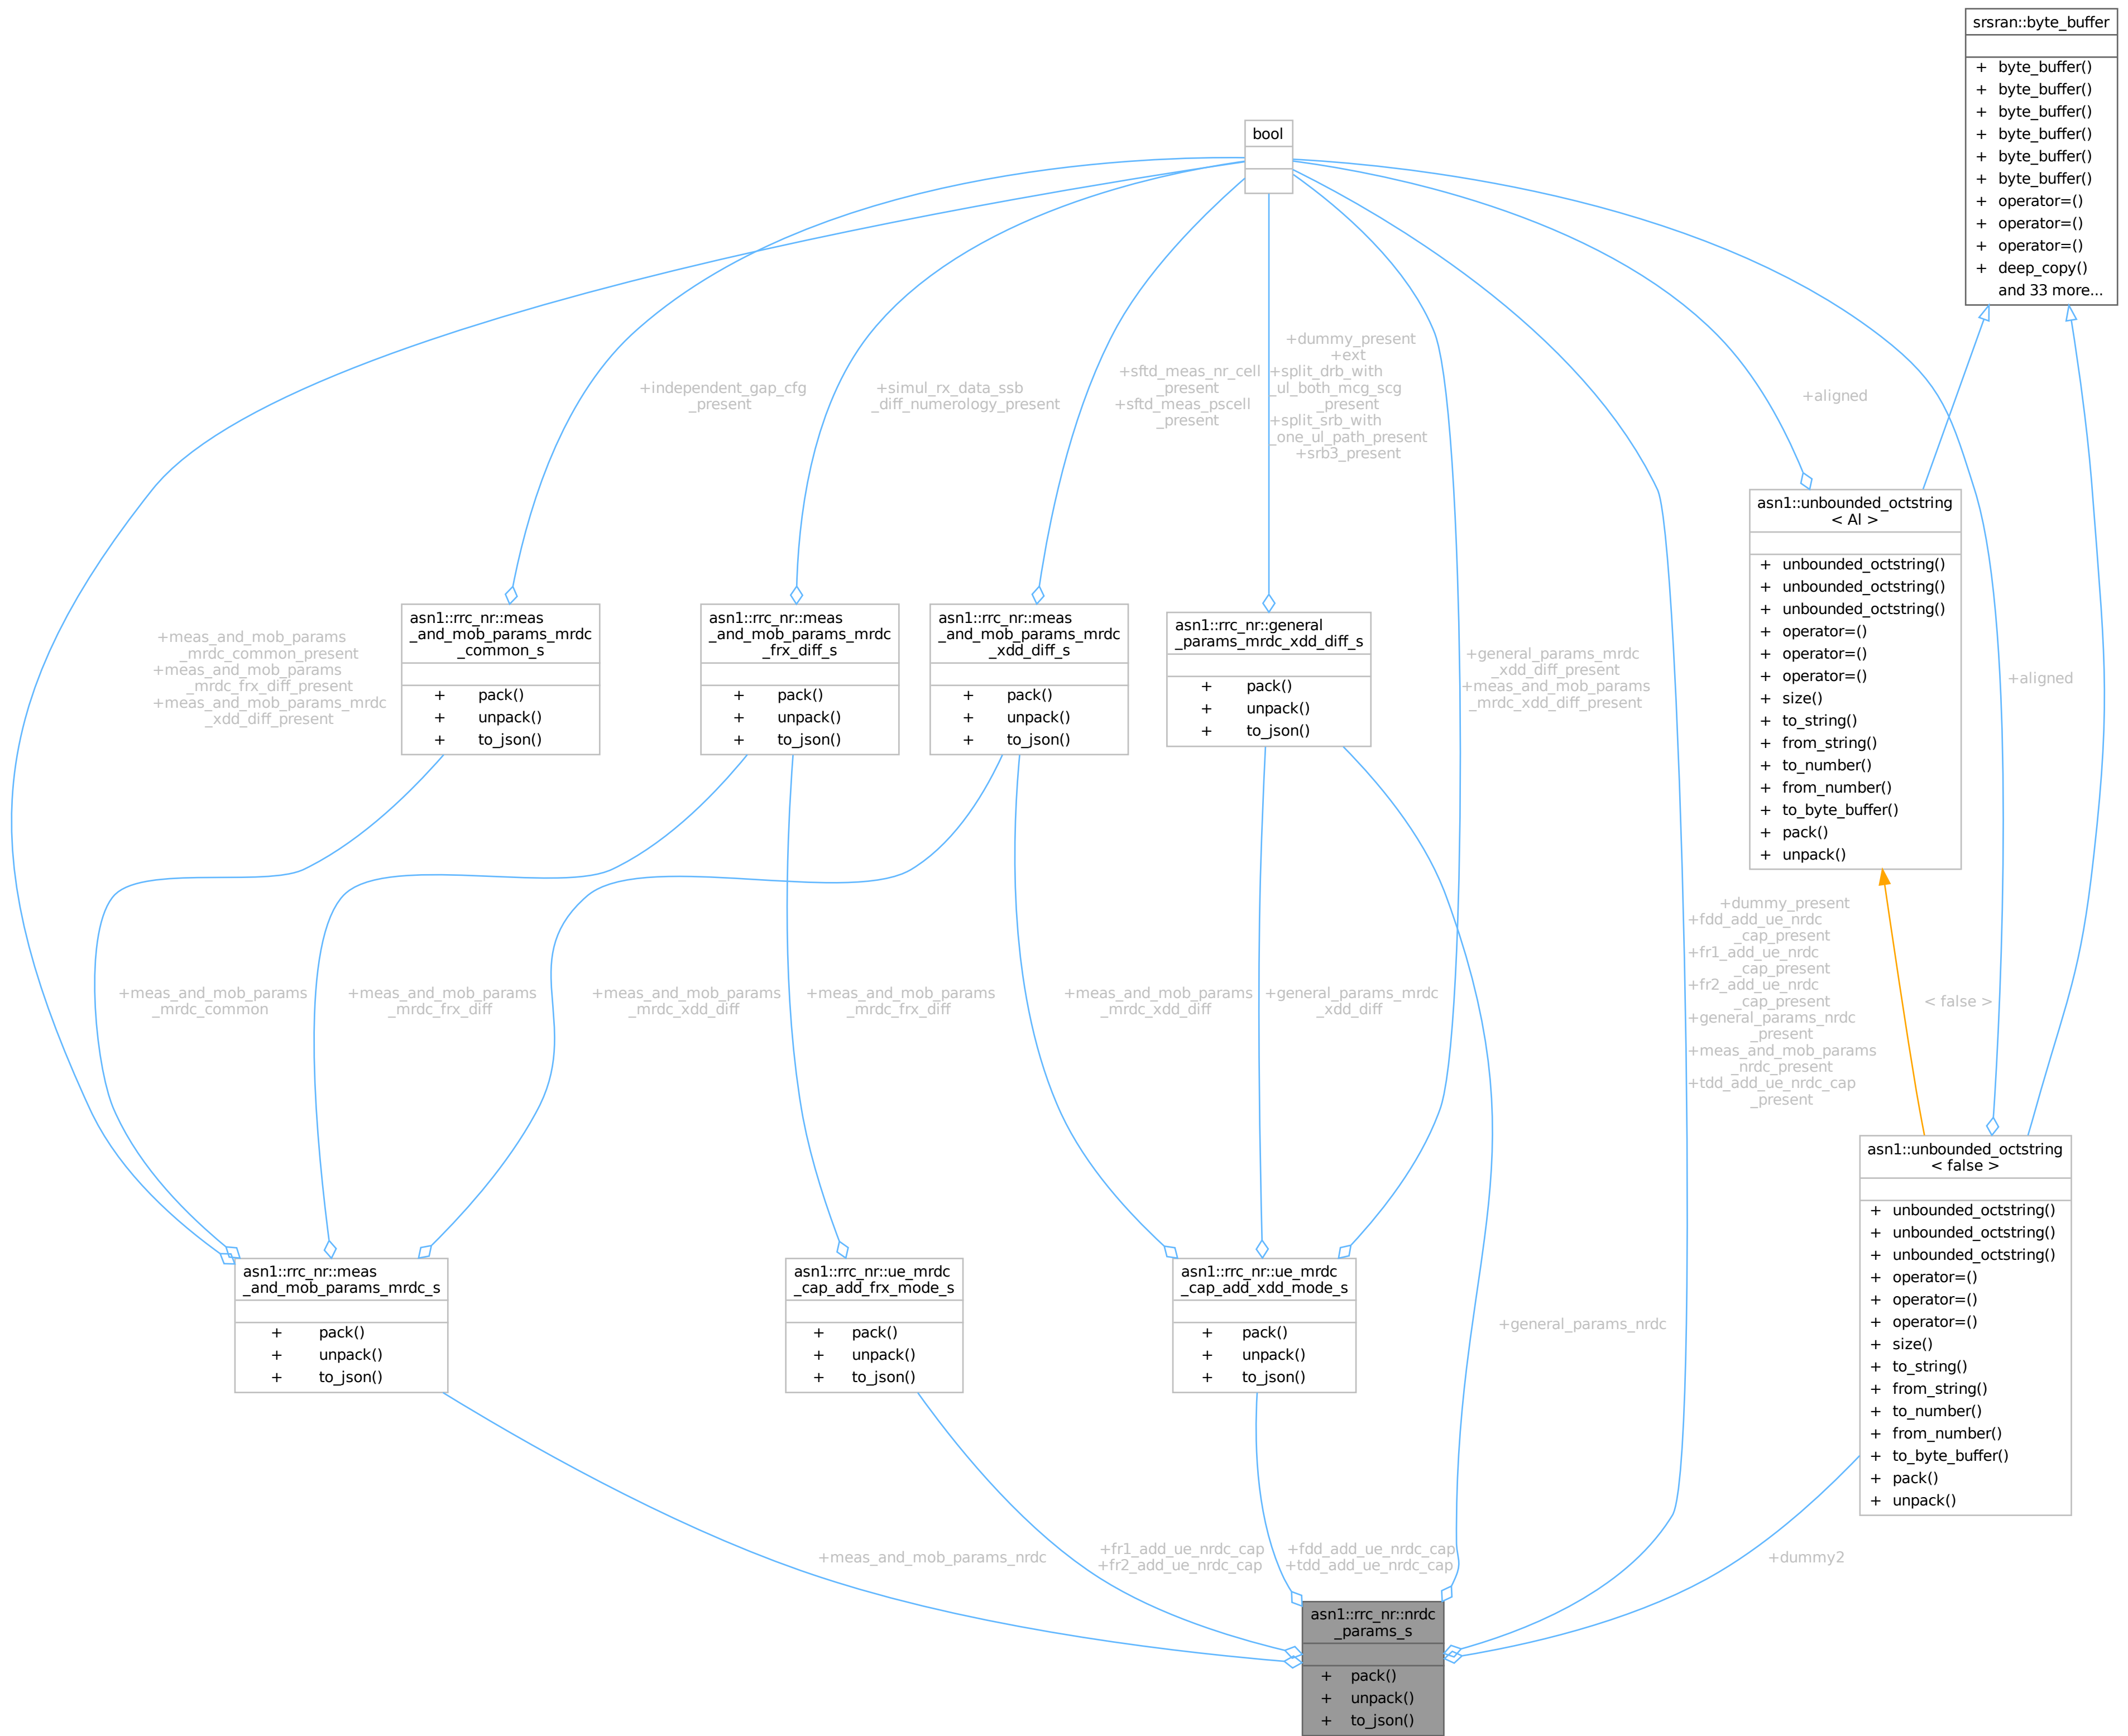 srsran::byte_buffer
+ byte_buffer()
+ byte_buffer()
+ byte_buffer()
+ byte_buffer()
+ byte_buffer()
+ byte_buffer()
+ operator=()
+ operator=()
+ operator=()
+ deep_copy()
and 33 more...
bool
+dummy_present
+ext
+split_drb_with
_ul_both_mcg_scg
_present
+split_srb_with
_one_ul_path_present
+srb3_present
+sftd_meas_nr_cell
_present
+sftd_meas_pscell
_present
+independent_gap_cfg
_present
+simul_rx_data_ssb
_diff_numerology_present
+aligned
asn1::unbounded_octstring
< Al >
+ unbounded_octstring()
+ unbounded_octstring()
+ unbounded_octstring()
+ operator=()
+ operator=()
+ operator=()
+ size()
+ to_string()
+ from_string()
+ to_number()
+ from_number()
+ to_byte_buffer()
+ pack()
+ unpack()
+meas_and_mob_params
_mrdc_common_present
+meas_and_mob_params
_mrdc_frx_diff_present
+meas_and_mob_params_mrdc
_xdd_diff_present
asn1::rrc_nr::meas
_and_mob_params_mrdc
_common_s
+ pack()
+ unpack()
+ to_json()
asn1::rrc_nr::meas
_and_mob_params_mrdc
_frx_diff_s
+ pack()
+ unpack()
+ to_json()
asn1::rrc_nr::meas
_and_mob_params_mrdc
_xdd_diff_s
+ pack()
+ unpack()
+ to_json()
asn1::rrc_nr::general
_params_mrdc_xdd_diff_s
+ pack()
+ unpack()
+ to_json()
+general_params_mrdc
_xdd_diff_present
+meas_and_mob_params
_mrdc_xdd_diff_present
+aligned
+dummy_present
+fdd_add_ue_nrdc
_cap_present
+fr1_add_ue_nrdc
_cap_present
+fr2_add_ue_nrdc
_cap_present
+general_params_nrdc
_present
+meas_and_mob_params
_nrdc_present
+tdd_add_ue_nrdc_cap
_present
+meas_and_mob_params
_mrdc_common
+meas_and_mob_params
_mrdc_frx_diff
+meas_and_mob_params
_mrdc_xdd_diff
+meas_and_mob_params
_mrdc_frx_diff
+meas_and_mob_params
_mrdc_xdd_diff
+general_params_mrdc
_xdd_diff
< false >
asn1::unbounded_octstring
< false >
+ unbounded_octstring()
+ unbounded_octstring()
+ unbounded_octstring()
+ operator=()
+ operator=()
+ operator=()
+ size()
+ to_string()
+ from_string()
+ to_number()
+ from_number()
+ to_byte_buffer()
+ pack()
+ unpack()
asn1::rrc_nr::meas
_and_mob_params_mrdc_s
+ pack()
+ unpack()
+ to_json()
asn1::rrc_nr::ue_mrdc
_cap_add_frx_mode_s
+ pack()
+ unpack()
+ to_json()
asn1::rrc_nr::ue_mrdc
_cap_add_xdd_mode_s
+ pack()
+ unpack()
+ to_json()
+general_params_nrdc
+meas_and_mob_params_nrdc
+fr1_add_ue_nrdc_cap
+fr2_add_ue_nrdc_cap
+fdd_add_ue_nrdc_cap
+tdd_add_ue_nrdc_cap
+dummy2
asn1::rrc_nr::nrdc
_params_s
+ pack()
+ unpack()
+ to_json()